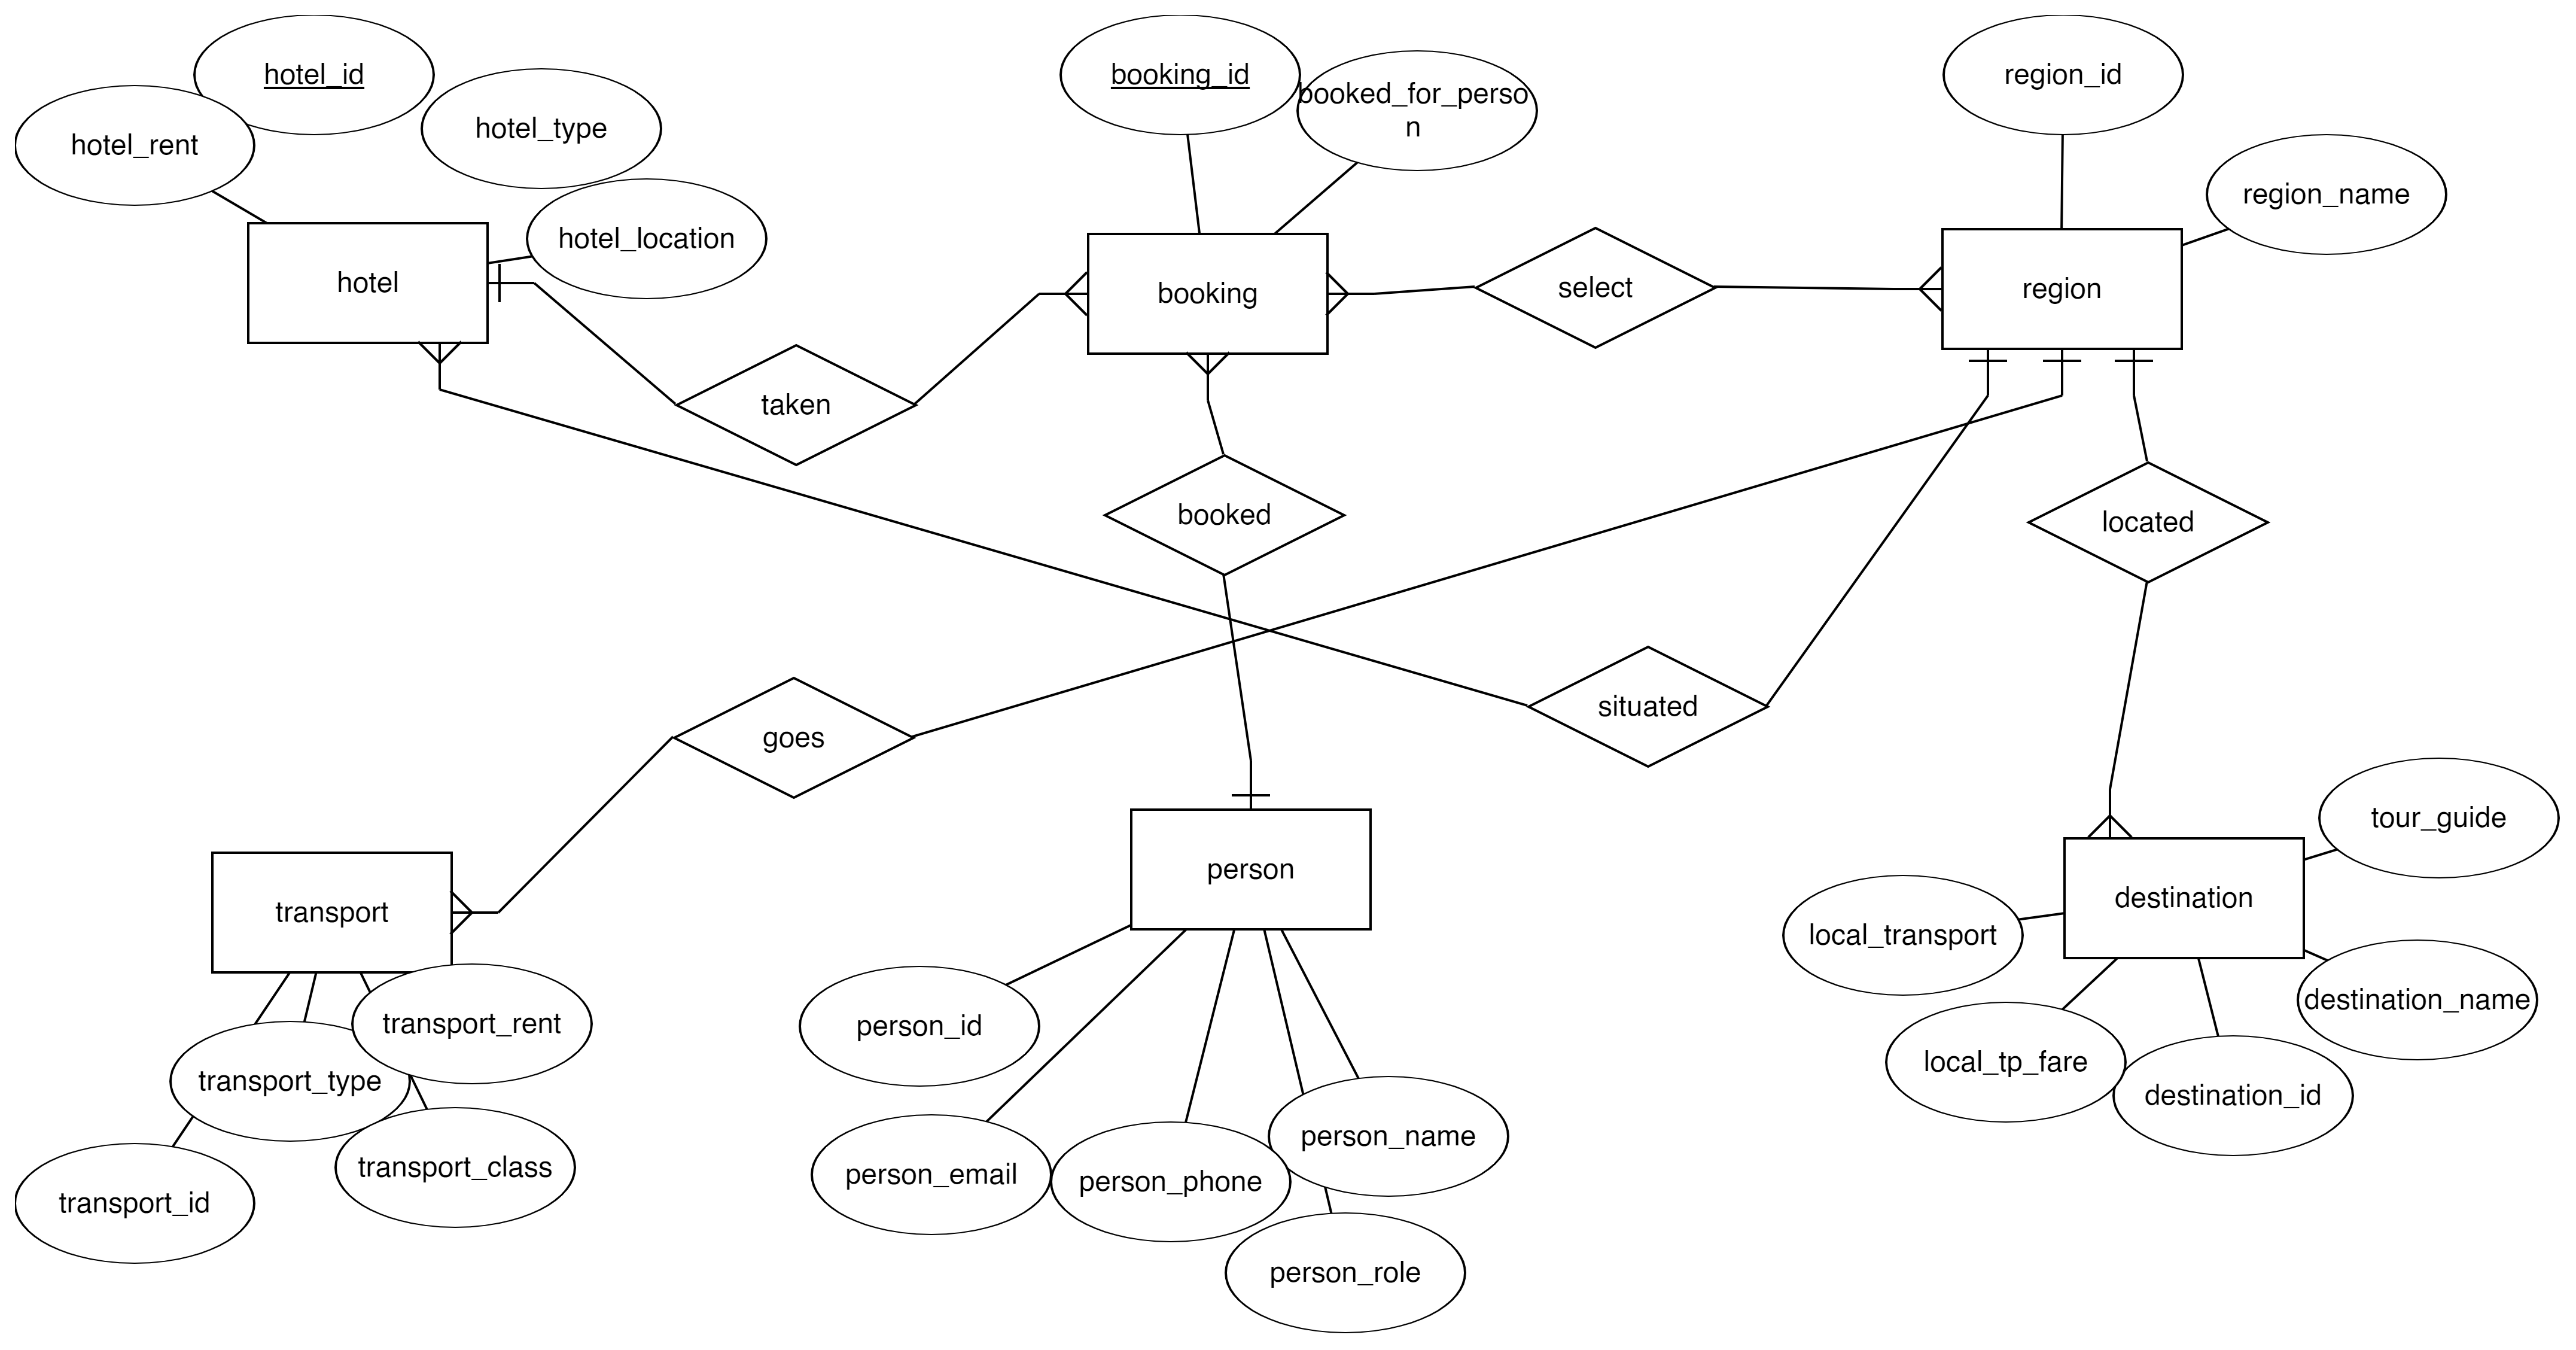 hotel_id
booking_id
region_id
booked_for_perso
n
hotel_type
hotel_rent
region_name
hotel_location
hotel
booking
select
region
taken
booked
located
situated
goes
tour_guide
person
destination
transport
local_transport
destination_name
transport_rent
person_id
local_tp_fare
transport_type
destination_id
person_name
transport_class
person_email
person_phone
transport_id
person_role